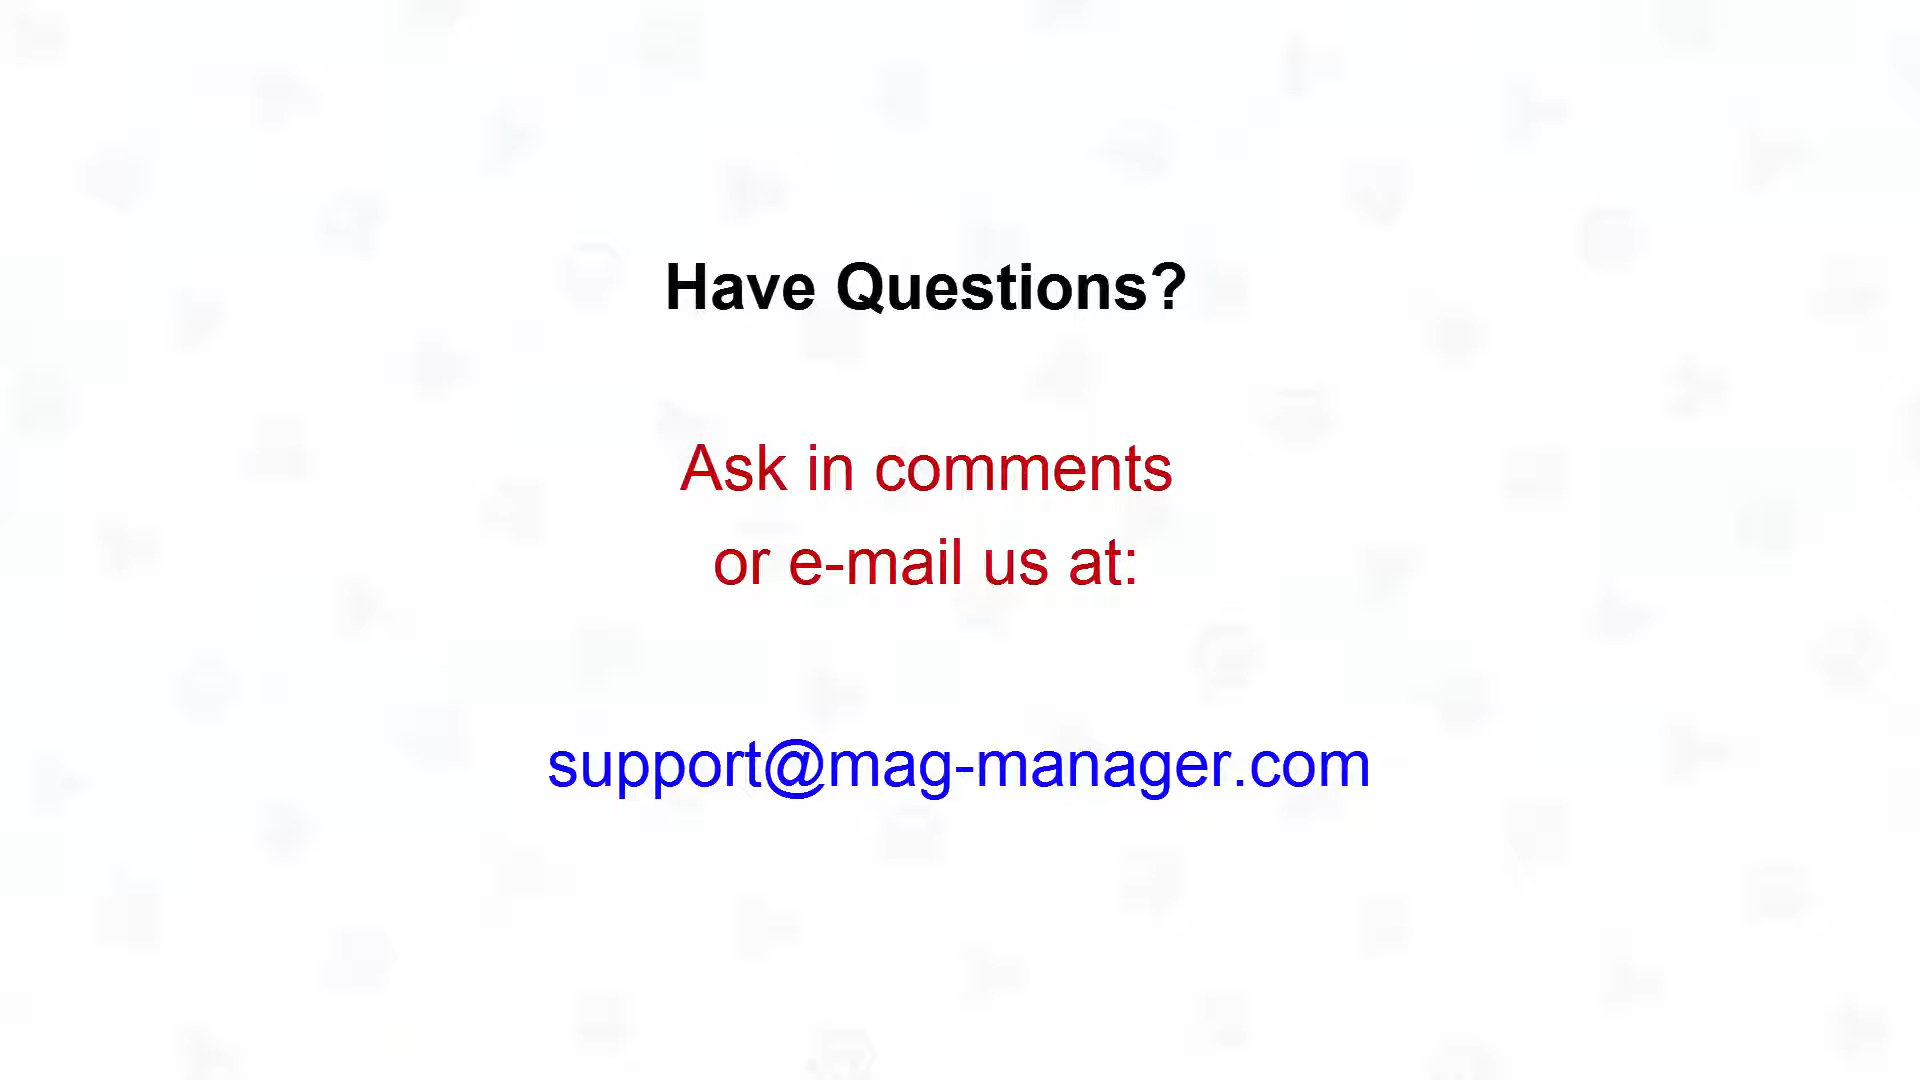 Have Questions?
Ask in comments
or e-mail us at:
support@mag-manager.com